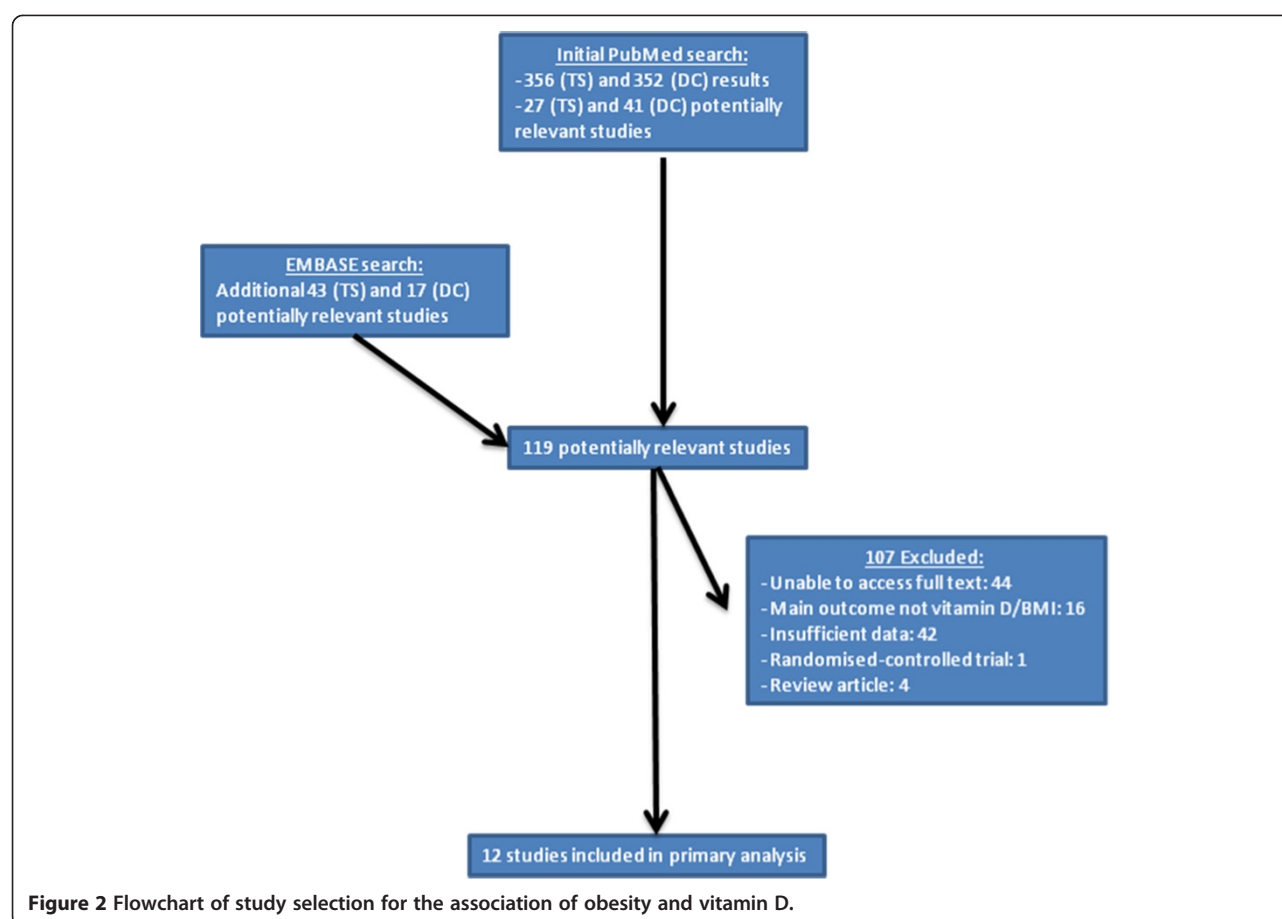 Initial PubMed search:
-356 (TS) and 352 (DC) results
-27 (TS) and 41 (DC) potentially
relevant studies
EMBASE search:
Additional 43 (TS) and 17 (DC)
potentially relevant studies
119 potentially relevant studies
107 Excluded:
-Unable to access full text: 44
-Main outcome not vitamin D/BMI: 16
-Insufficient data: 42
-Randomised-controlled trial: 1
-Review article: 4
12 studies included in primary analysis
Figure 2 Flowchart of study selection for the association of obesity and vitamin D.